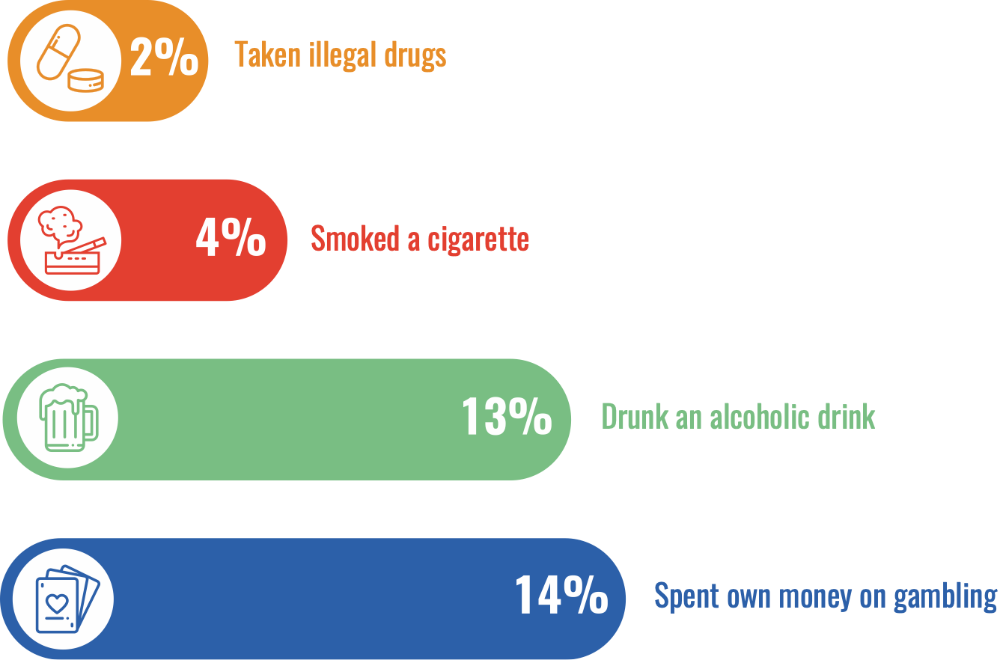 2% Taken illegal drugs
4% Smoked a cigarette
13% Drunk an alcoholic drink
14% Spent own money on gambling